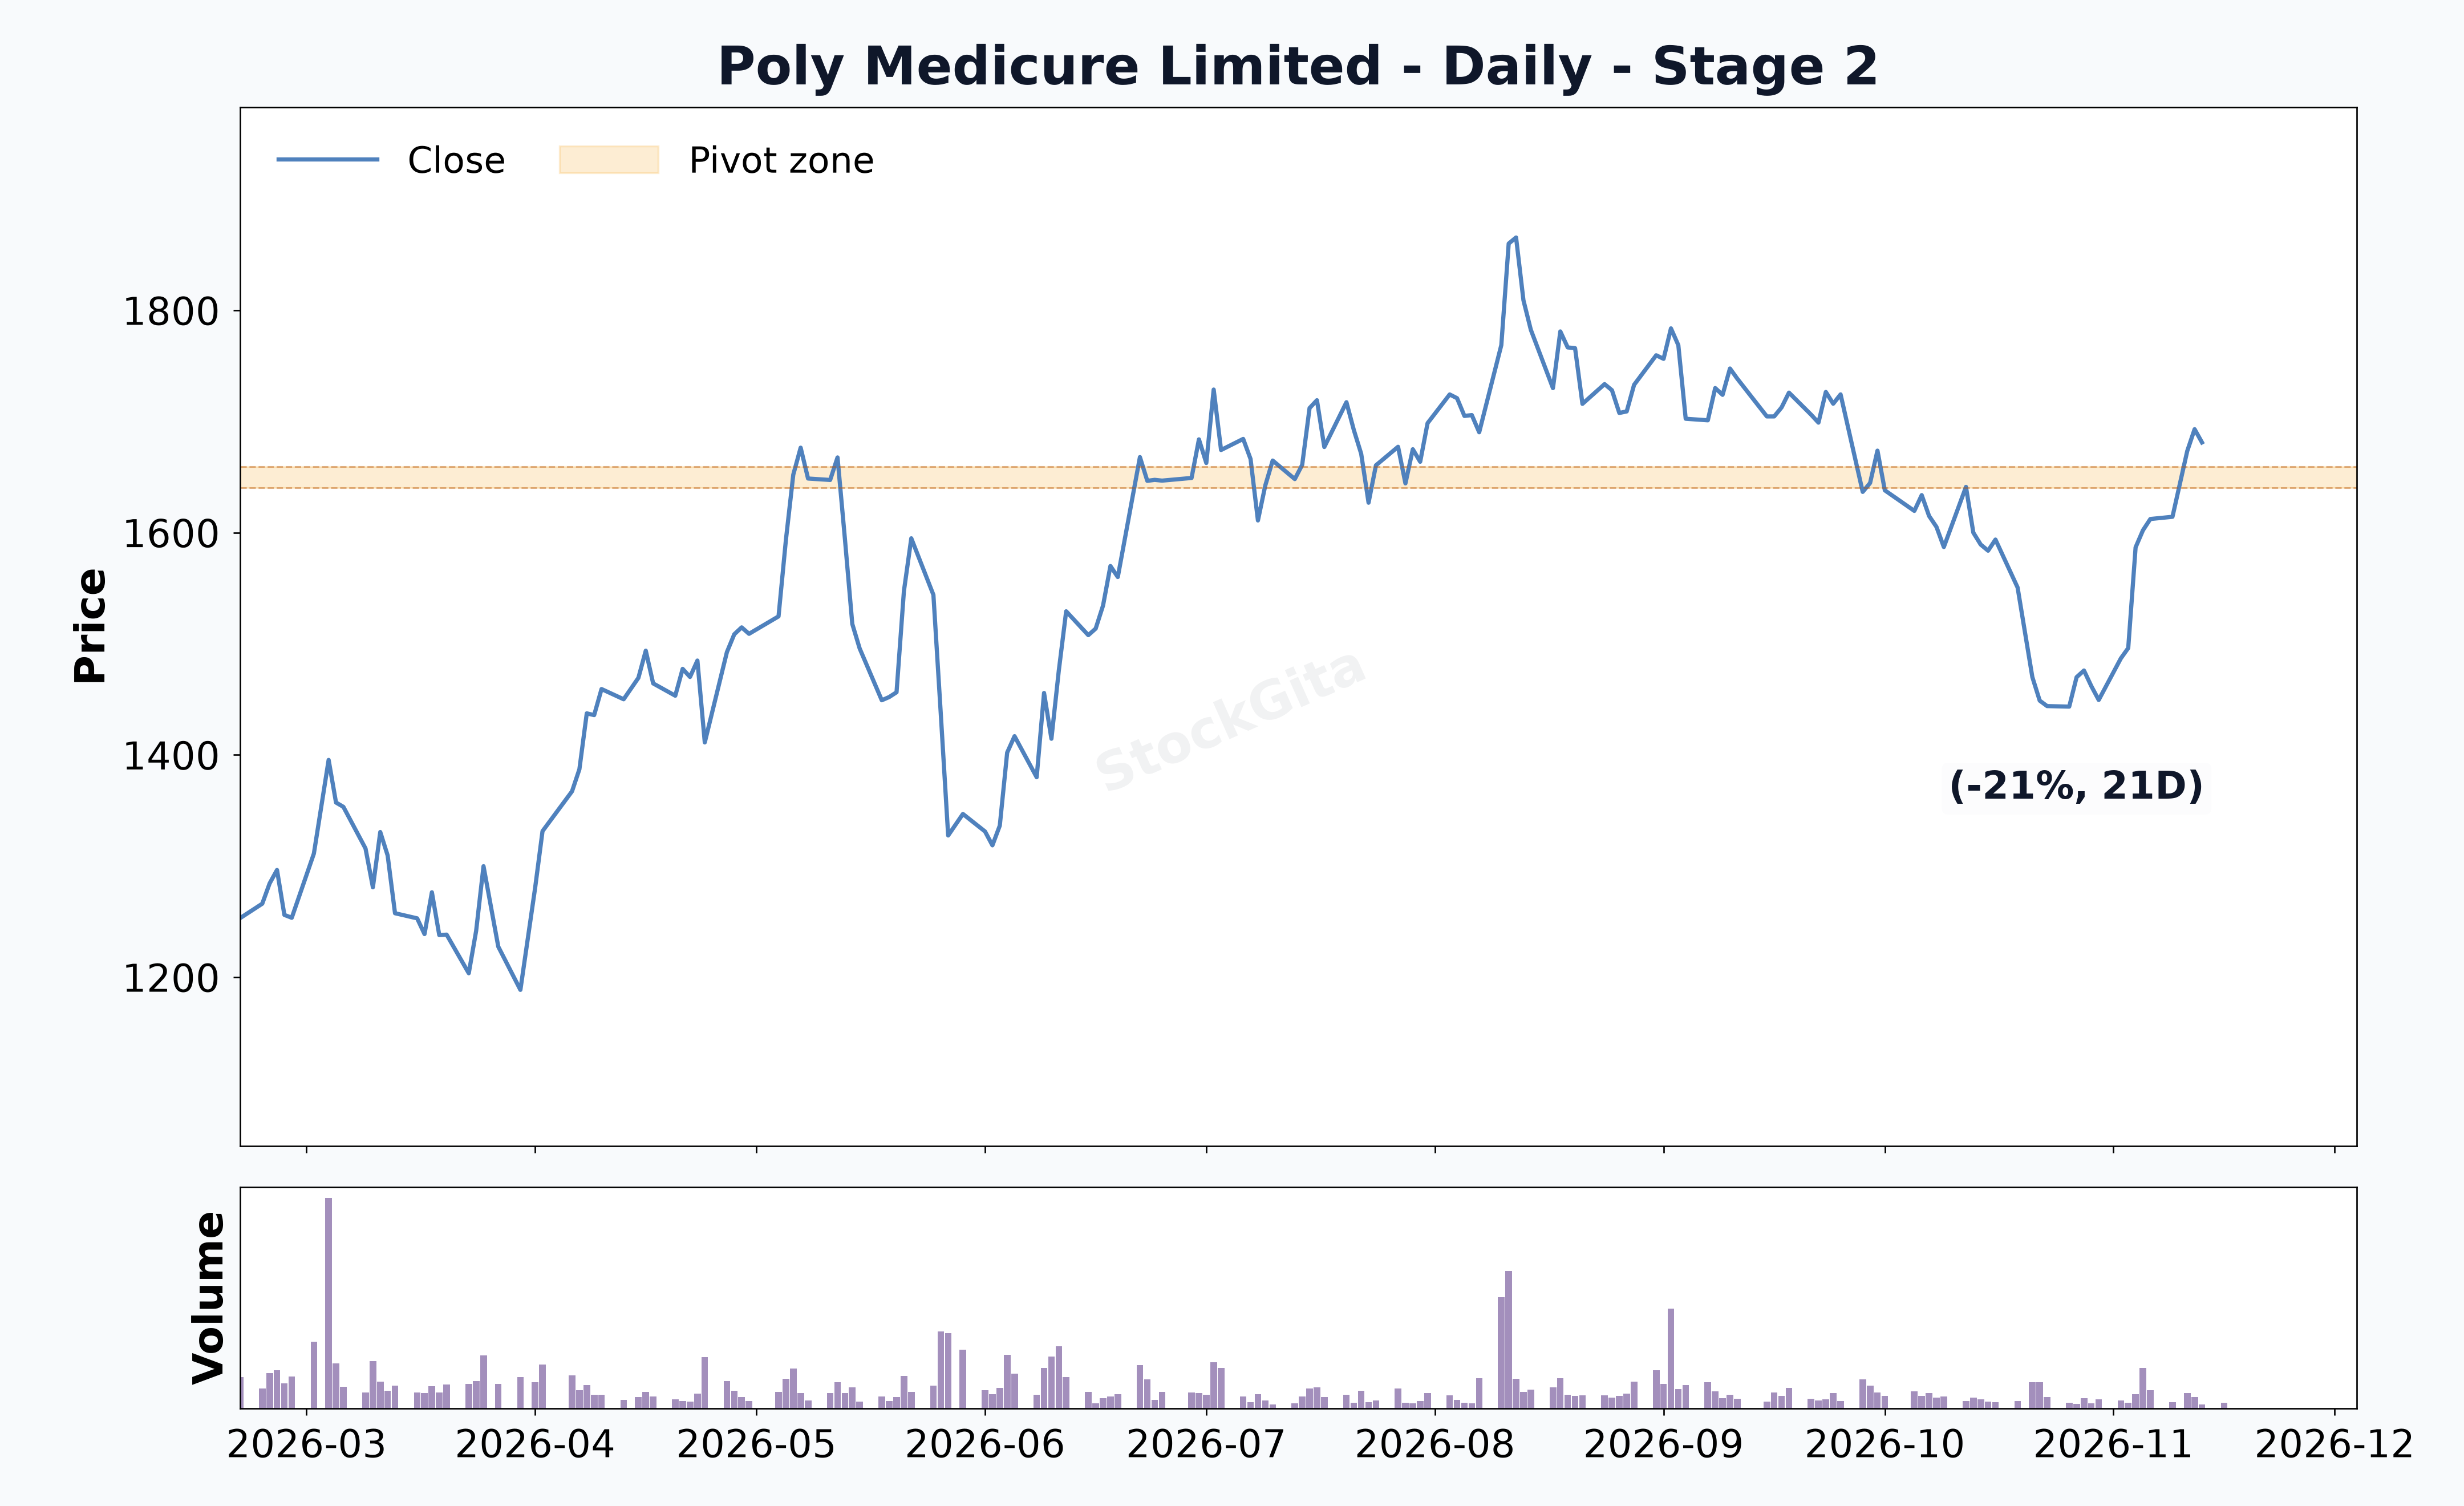 Poly Medicure Limited - Daily - Stage 2
Close
Pivot zone
1800
1600
1400
1200
Price
StockGita
(-21%, 21D)
Volume
2026-03
2026-04
2026-05
2026-06
2026-07
2026-08
2026-09
2026-10
2026-11
2026-12